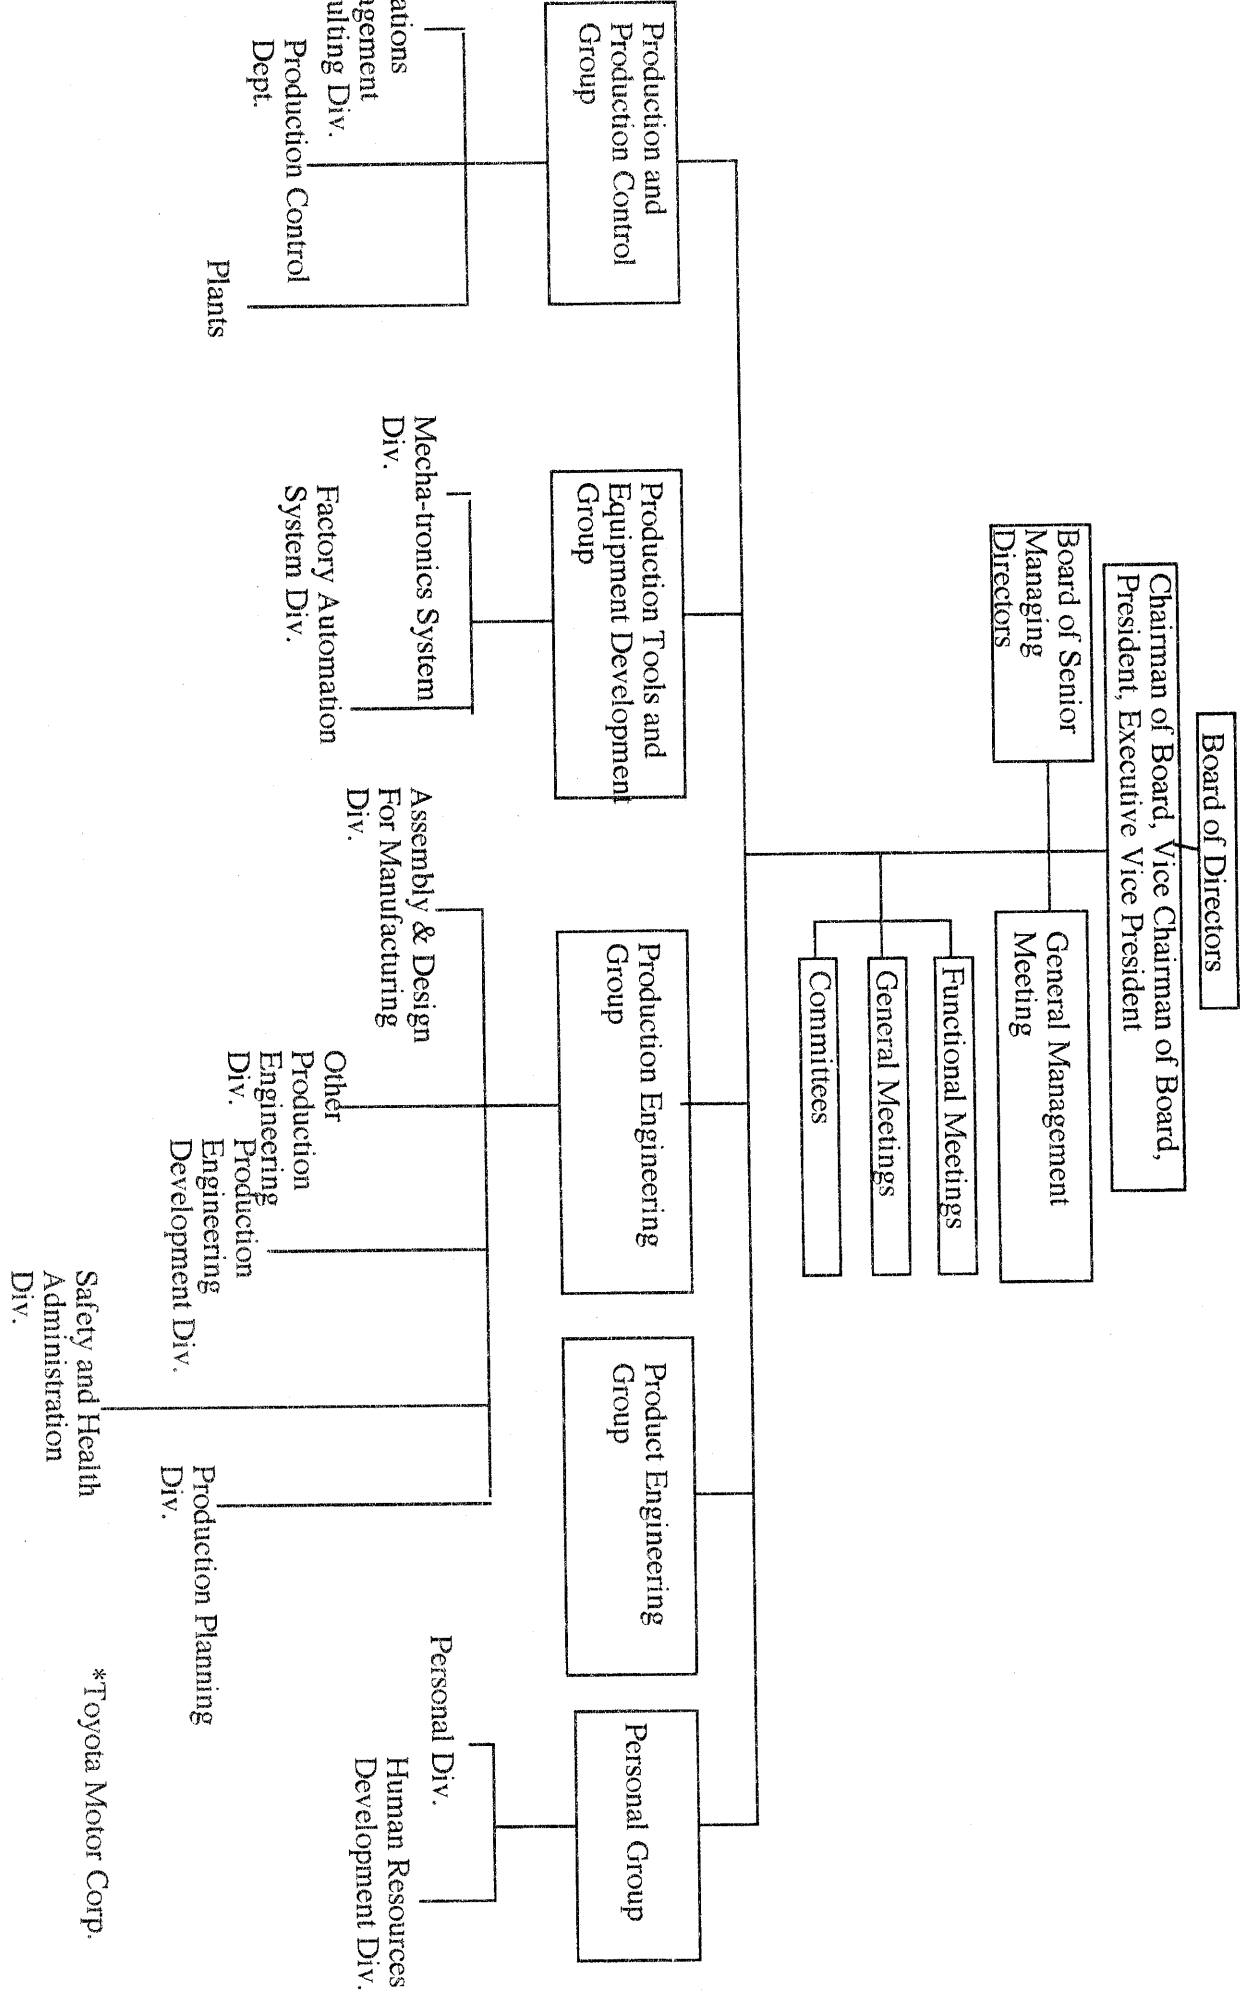 Board of Directors
Chairman of Board, Vice Chairman of Board,
President, Executive Vice President
Board of Senior
Managing
Directors
General Management
Meeting
Functional Meetings
General Meetings
Committees
Production and
Production Control
Group
Production Tools and
Equipment Development
Group
Production Engineering
Group
Product Engineering
Group
Personal Group
ations
agement
ulting Div.
Production Control
Dept.
Plants
Mecha-tronics System
Div.
Factory Automation
System Div.
Assembly & Design
For Manufacturing
Div.
Other
Production
Engineering
Div.
Production
Engineering
Development Div.
Safety and Health
Administration
Div.
Production Planning
Div.
Personal Div.
Human Resources
Development Div.
*Toyota Motor Corp.